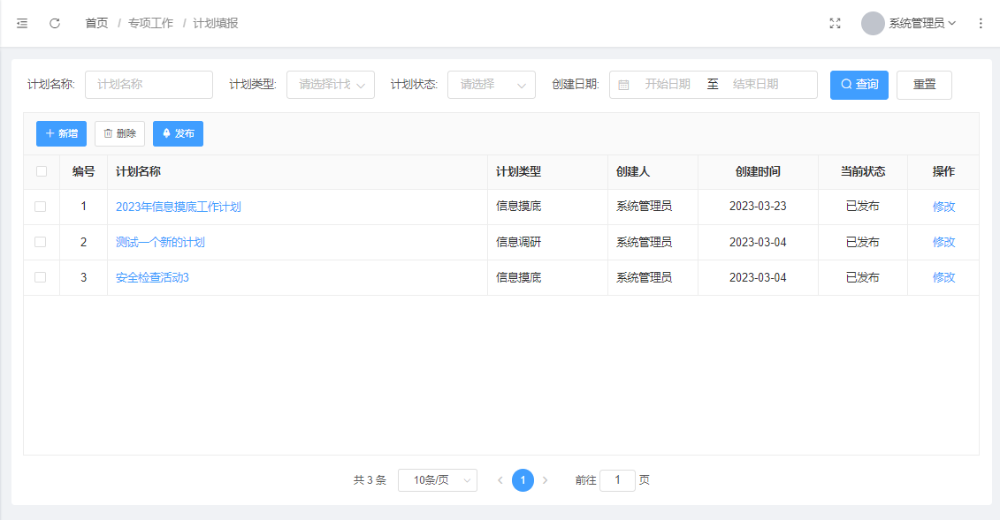 首页 / 专项工作 / 计划填报 系统管理员
计划名称: 计划名称 计划类型: 请选择计划 计划状态: 请选择 创建日期: 开始日期 至 结束日期 查询 重置
新增 删除 发布
编号 计划名称 计划类型 创建人 创建时间 当前状态 操作
1 2023年信息摸底工作计划 信息摸底 系统管理员 2023-03-23 已发布 修改
2 测试一个新的计划 信息调研 系统管理员 2023-03-04 已发布 修改
3 安全检查活动3 信息摸底 系统管理员 2023-03-04 已发布 修改
共 3 条 10条/页 1 前往 1 页